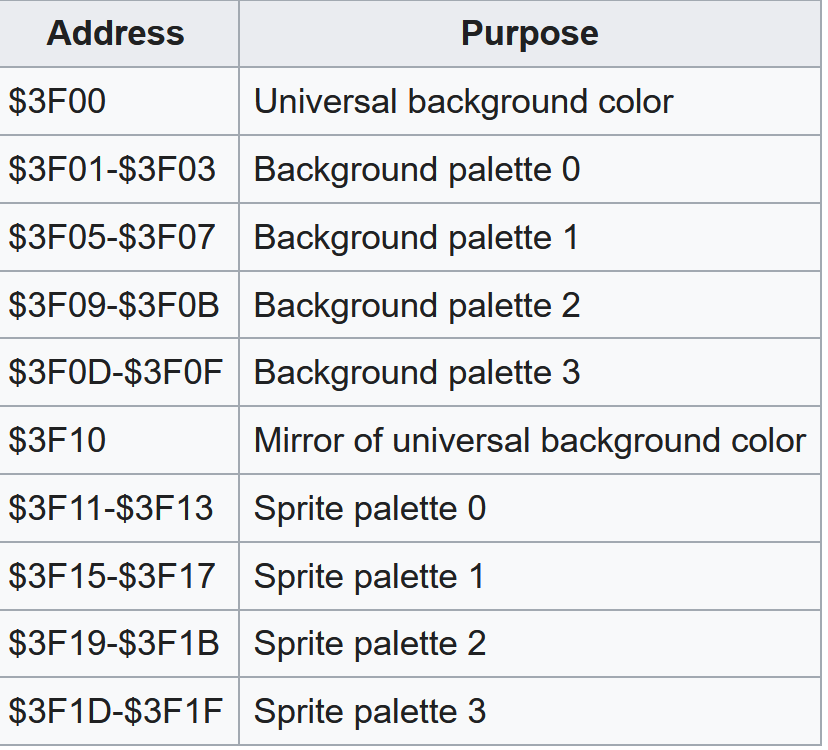 Address Purpose
$3F00 Universal background color
$3F01-$3F03 Background palette 0
$3F05-$3F07 Background palette 1
$3F09-$3F0B Background palette 2
$3F0D-$3F0F Background palette 3
$3F10 Mirror of universal background color
$3F11-$3F13 Sprite palette 0
$3F15-$3F17 Sprite palette 1
$3F19-$3F1B Sprite palette 2
$3F1D-$3F1F Sprite palette 3